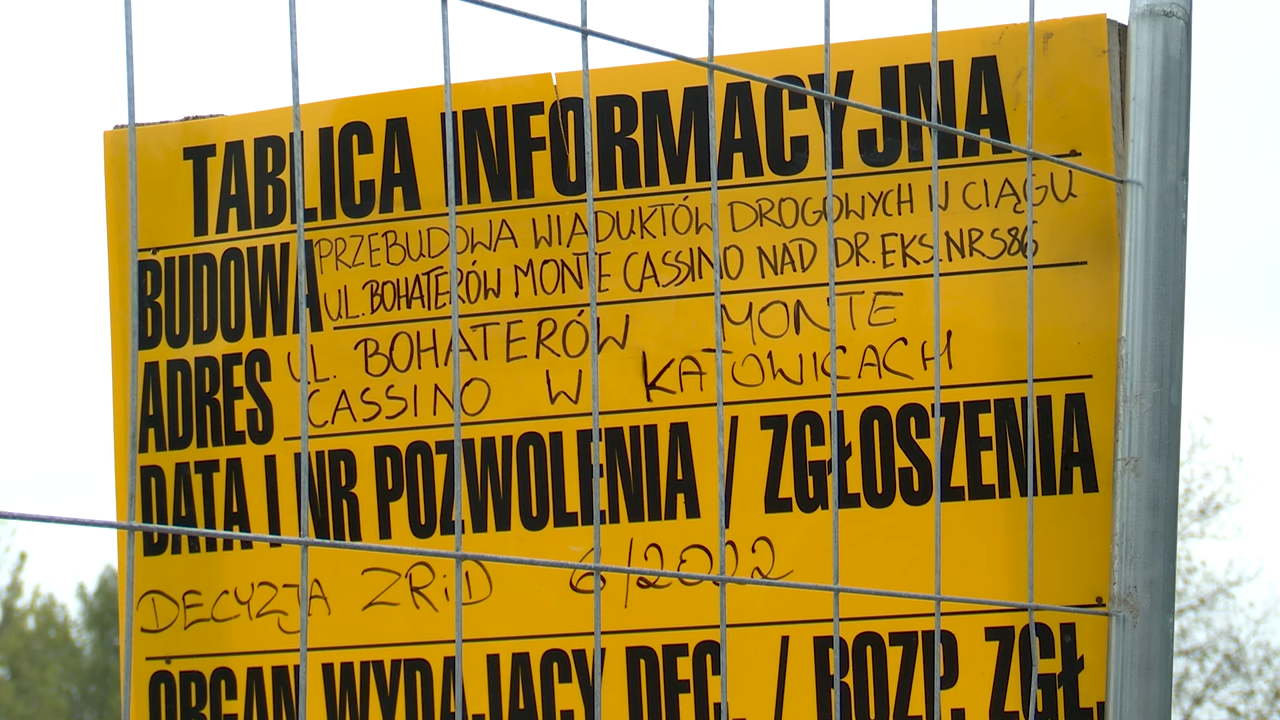 TABLICA INFORMACYJNA
BUDOWA PRZEBUDOWA WIADUKTÓW DROGOWYCH W CIĄGU
UL. BOHATERÓW MONTE CASSINO NAD DR. EKS. NR S86
ADRES UL. BOHATERÓW MONTE
CASSINO W KATOWICACH
DATA I NR POZWOLENIA / ZGŁOSZENIA
DECYZJA ZRiD 6/2022
ORGAN WYDAJĄCY DEC. / ROZP. ZGŁ.